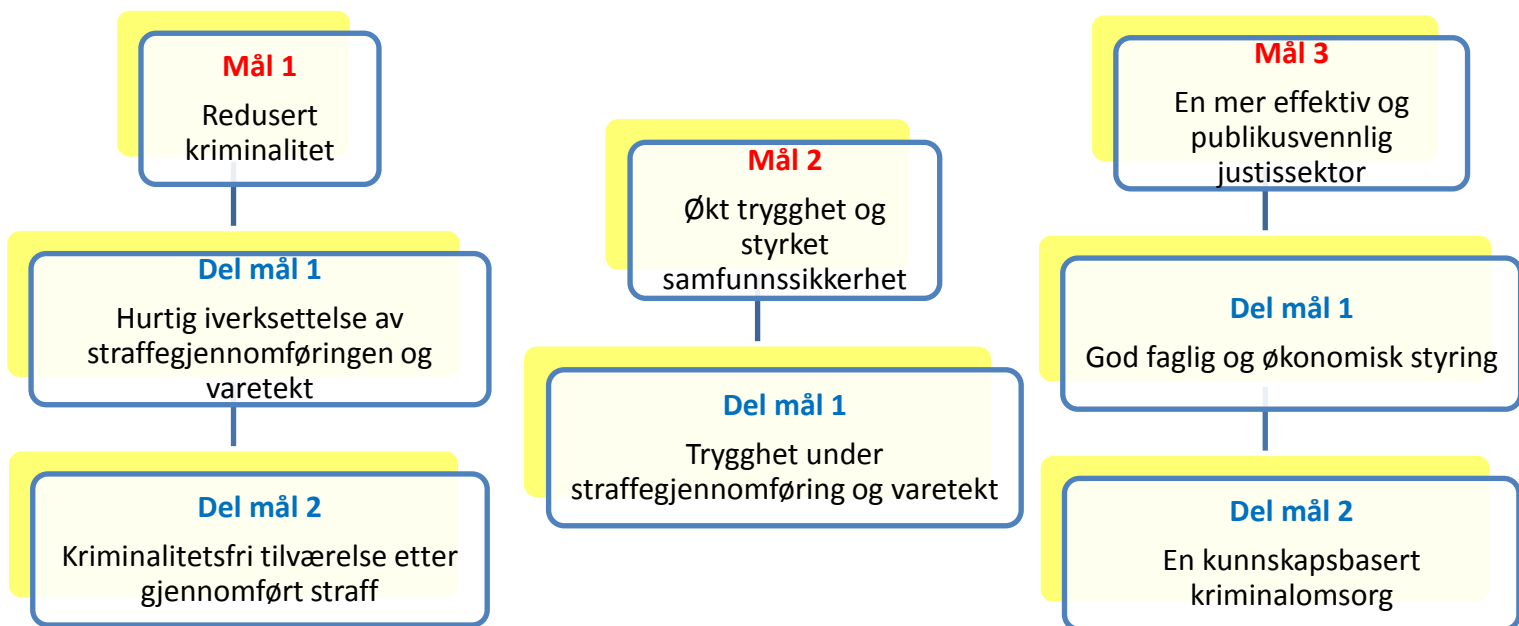 Mål 1
Redusert
kriminalitet
Del mål 1
Hurtig iverksettelse av
straffegjennomføringen og
varetekt
Del mål 2
Kriminalitetsfri tilværelse etter
gjennomført straff
Mål 2
Økt trygghet og
styrket
samfunnssikkerhet
Del mål 1
Trygghet under
straffegjennomføring og varetekt
Mål 3
En mer effektiv og
publikusvennlig
justissektor
Del mål 1
God faglig og økonomisk styring
Del mål 2
En kunnskapsbasert
kriminalomsorg